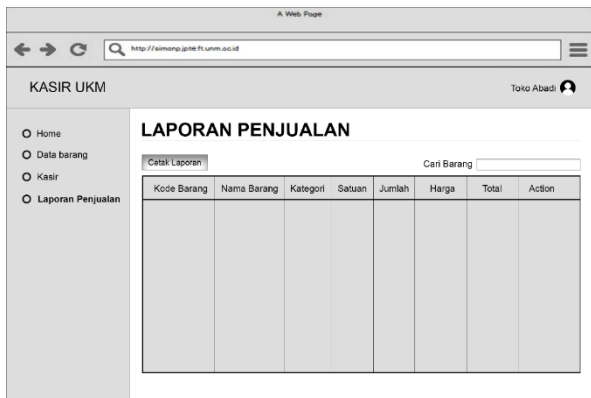 A Web Page
http://simonp.jpte.ft.unm.ac.id
KASIR UKM
Toko Abadi
Home
Data barang
Kasir
Laporan Penjualan
LAPORAN PENJUALAN
Cetak Laporan
Cari Barang
Kode Barang Nama Barang Kategori Satuan Jumlah Harga Total Action